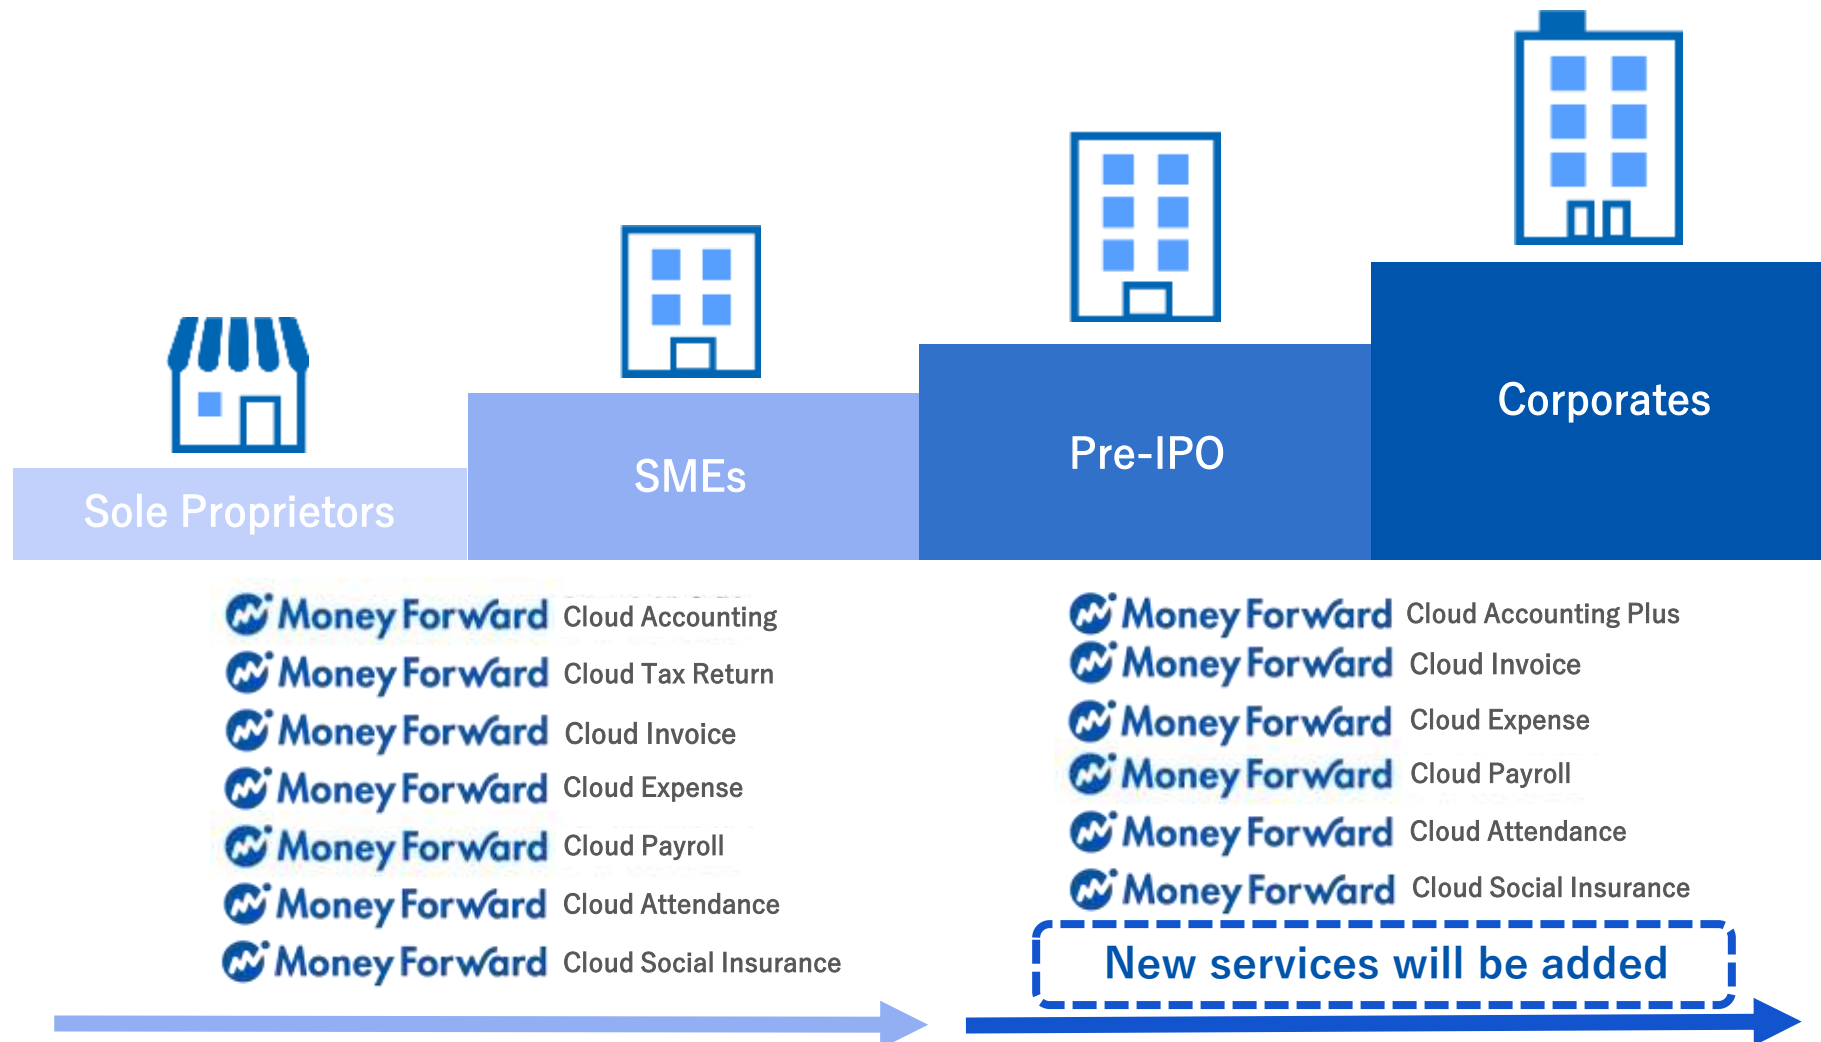 Sole Proprietors
SMEs
Pre-IPO
Corporates
Money Forward Cloud Accounting
Money Forward Cloud Tax Return
Money Forward Cloud Invoice
Money Forward Cloud Expense
Money Forward Cloud Payroll
Money Forward Cloud Attendance
Money Forward Cloud Social Insurance
Money Forward Cloud Accounting Plus
Money Forward Cloud Invoice
Money Forward Cloud Expense
Money Forward Cloud Payroll
Money Forward Cloud Attendance
Money Forward Cloud Social Insurance
New services will be added